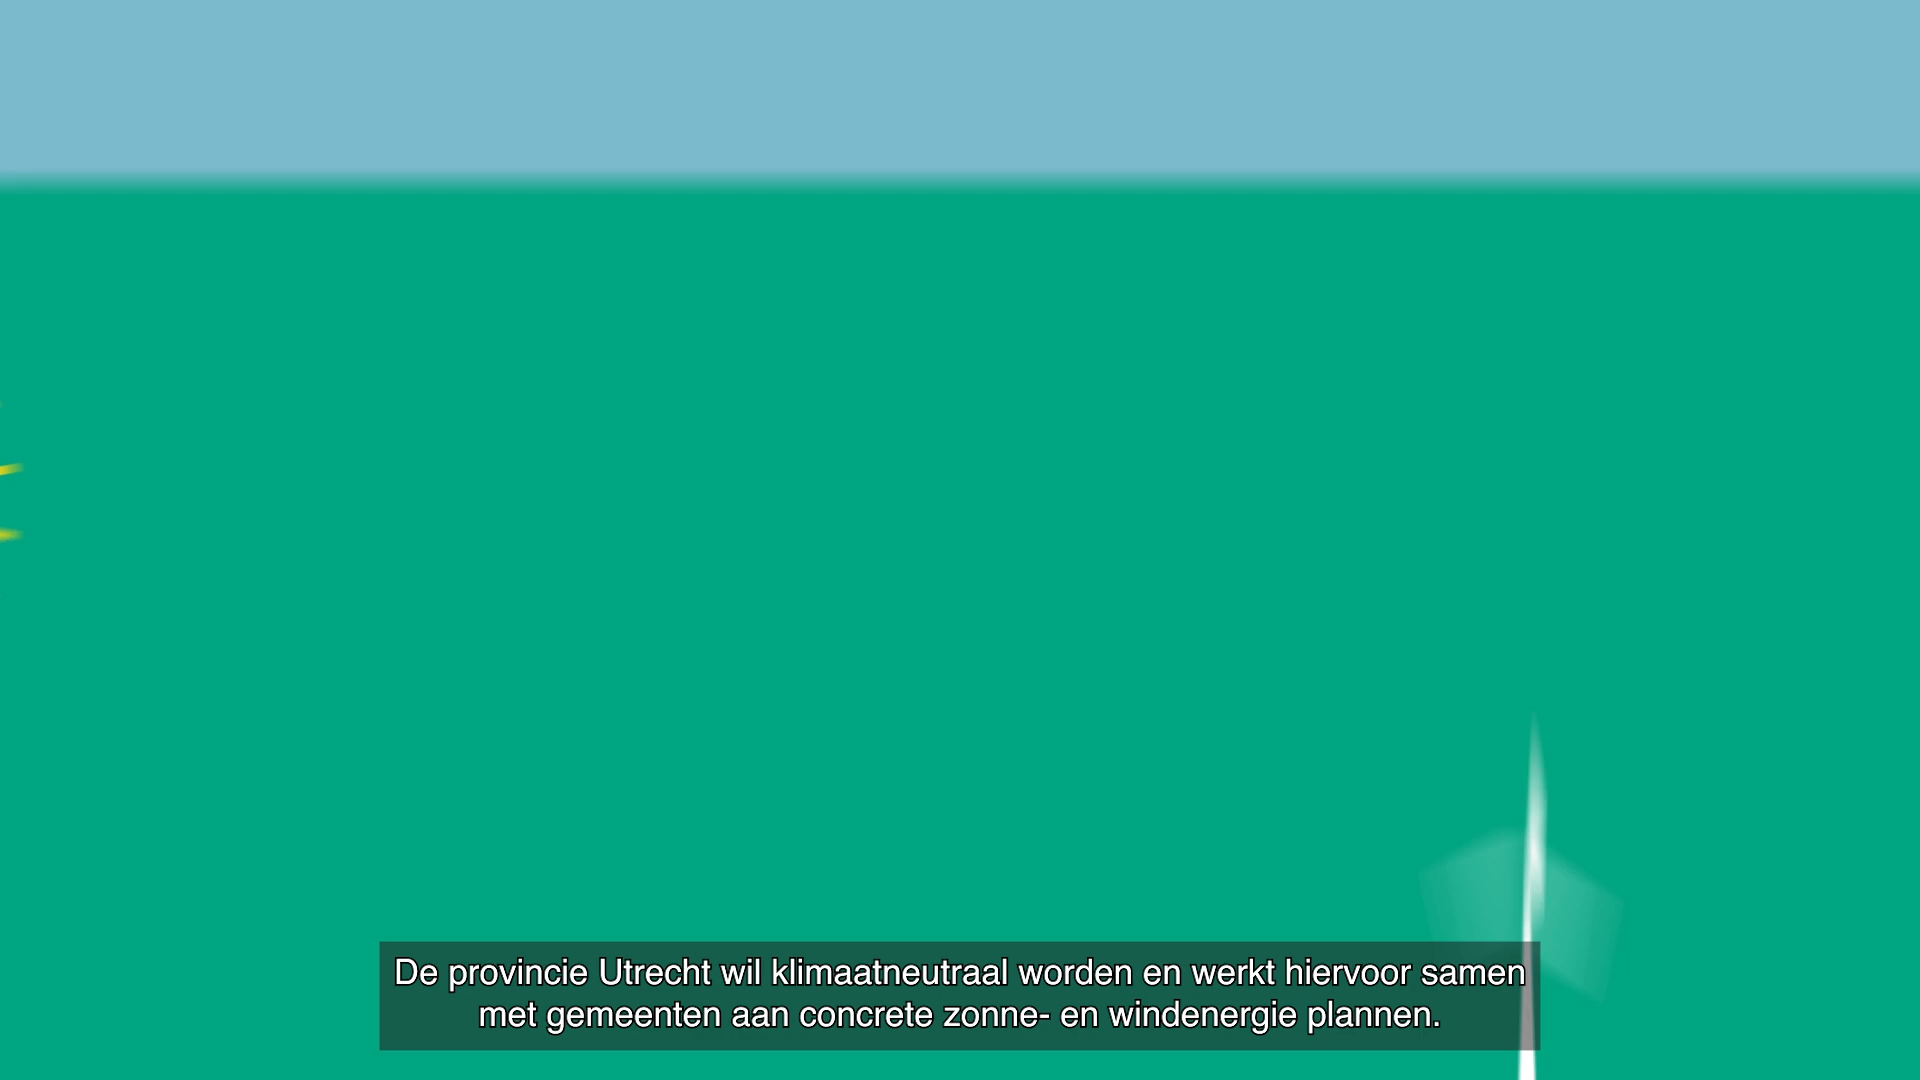 De provincie Utrecht wil klimaatneutraal worden en werkt hiervoor samen
met gemeenten aan concrete zonne- en windenergie plannen.